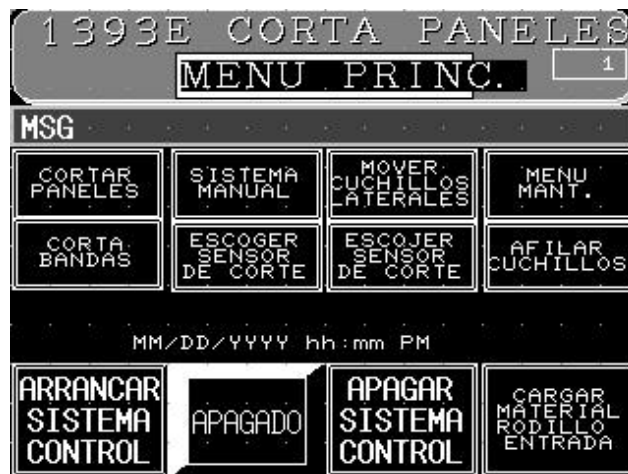 1393E CORTA PANELES
MENU PRINC.
1
MSG
CORTAR
PANELES
SISTEMA
MANUAL
MOVER
CUCHILLOS
LATERALES
MENU
MANT.
CORTA
BANDAS
ESCOGER
SENSOR
DE CORTE
ESCOJER
SENSOR
DE CORTE
AFILAR
CUCHILLOS
MM/DD/YYYY hh:mm PM
ARRANCAR
SISTEMA
CONTROL
APAGADO
APAGAR
SISTEMA
CONTROL
CARGAR
MATERIAL
RODILLO
ENTRADA